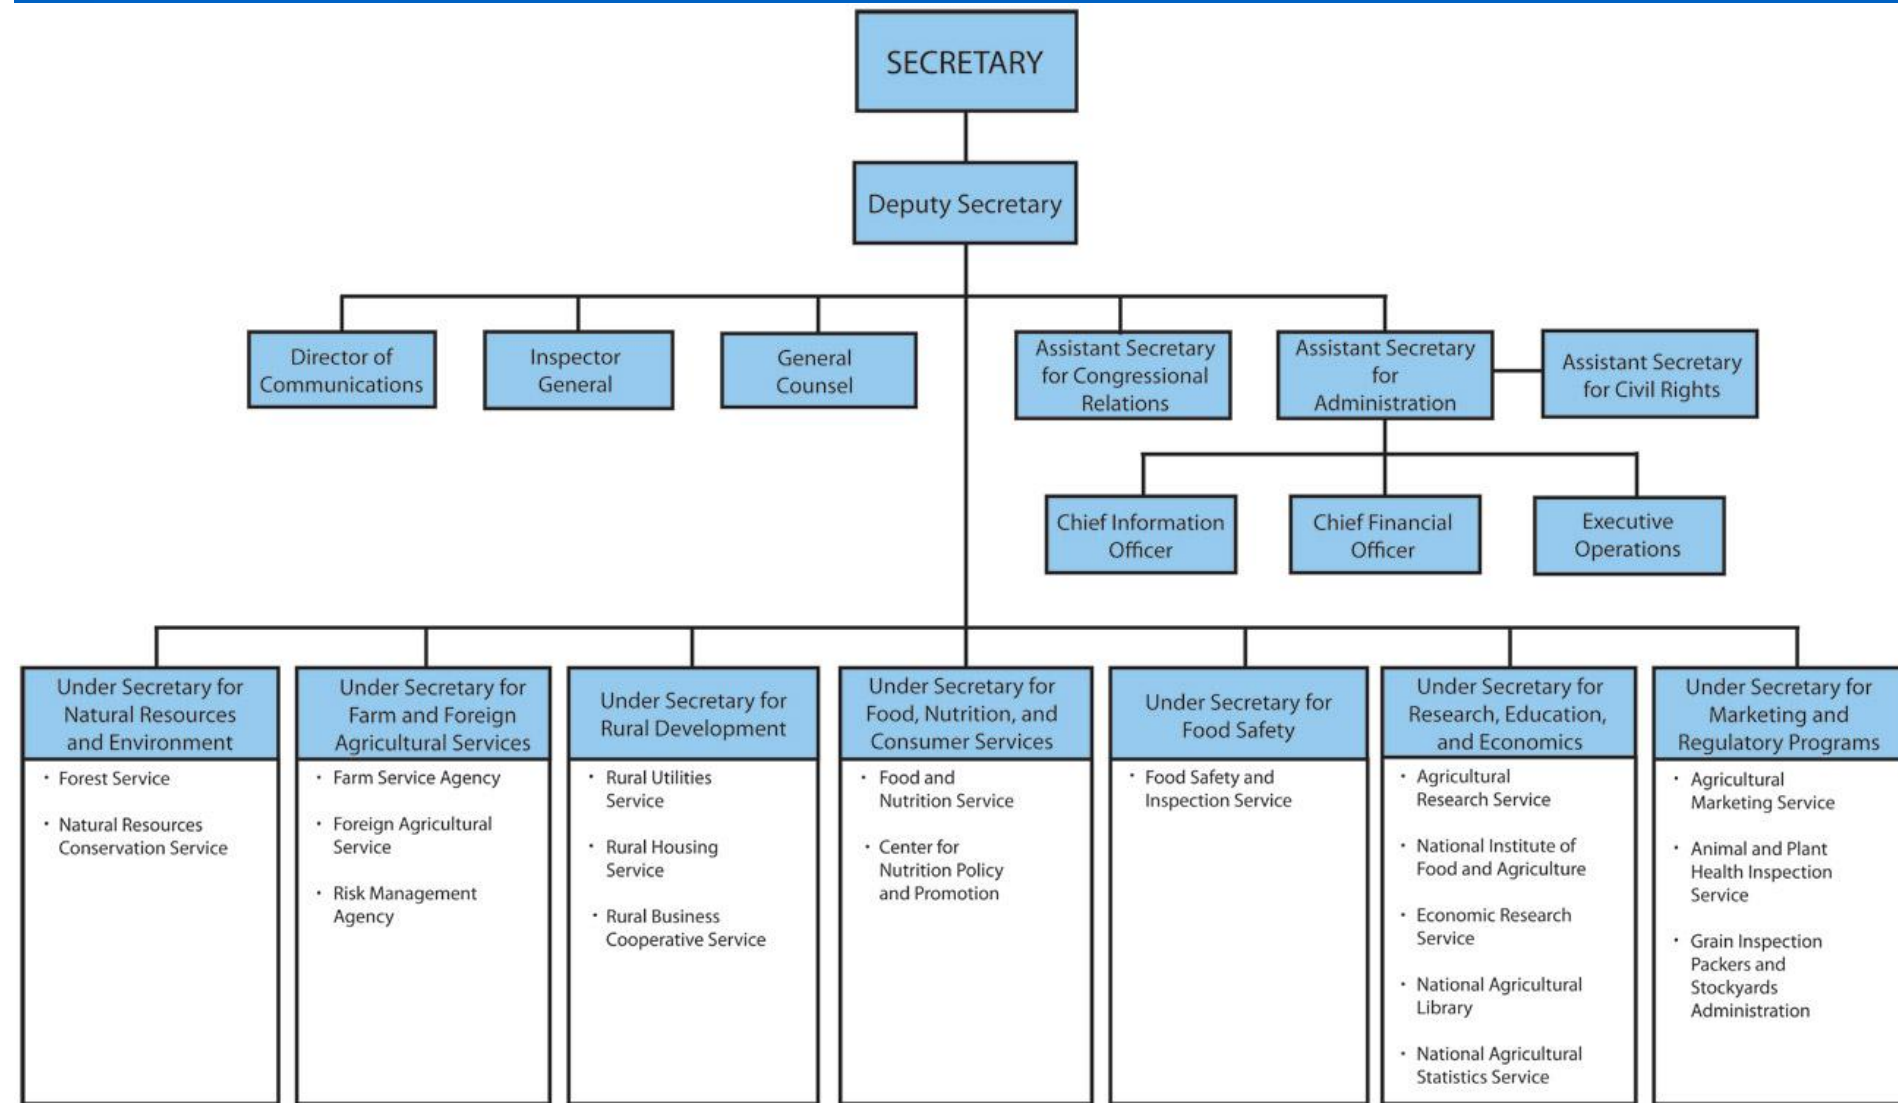 SECRETARY
Deputy Secretary
Director of
Communications
Inspector
General
General
Counsel
Assistant Secretary
for Congressional
Relations
Assistant Secretary
for
Administration
Assistant Secretary
for Civil Rights
Chief Information
Officer
Chief Financial
Officer
Executive
Operations
Under Secretary for
Natural Resources
and Environment
• Forest Service
• Natural Resources
Conservation Service
Under Secretary for
Farm and Foreign
Agricultural Services
• Farm Service Agency
• Foreign Agricultural
Service
• Risk Management
Agency
Under Secretary for
Rural Development
• Rural Utilities
Service
• Rural Housing
Service
• Rural Business
Cooperative Service
Under Secretary for
Food, Nutrition, and
Consumer Services
• Food and
Nutrition Service
• Center for
Nutrition Policy
and Promotion
Under Secretary for
Food Safety
• Food Safety and
Inspection Service
Under Secretary for
Research, Education,
and Economics
• Agricultural
Research Service
• National Institute of
Food and Agriculture
• Economic Research
Service
• National Agricultural
Library
• National Agricultural
Statistics Service
Under Secretary for
Marketing and
Regulatory Programs
• Agricultural
Marketing Service
• Animal and Plant
Health Inspection
Service
• Grain Inspection
Packers and
Stockyards
Administration